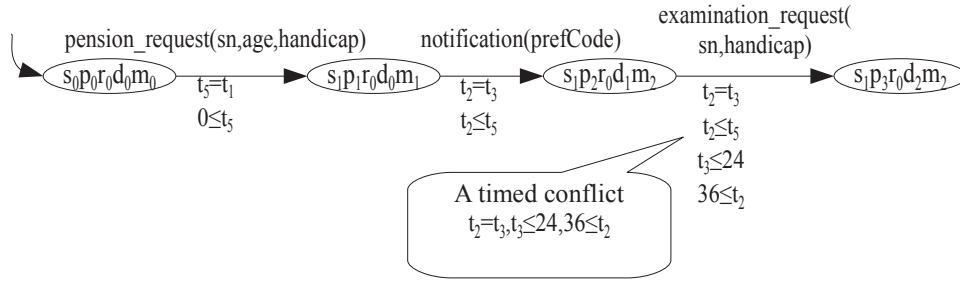 pension_request(sn,age,handicap)
notification(prefCode)
examination_request(
sn,handicap)
s₀p₀r₀d₀m₀
s₁p₁r₀d₀m₁
s₁p₂r₀d₁m₂
s₁p₃r₀d₂m₂
t₅=t₁
0≤t₅
t₂=t₃
t₂≤t₅
t₂=t₃
t₂≤t₅
t₃≤24
36≤t₂
A timed conflict
t₂=t₃,t₃≤24,36≤t₂